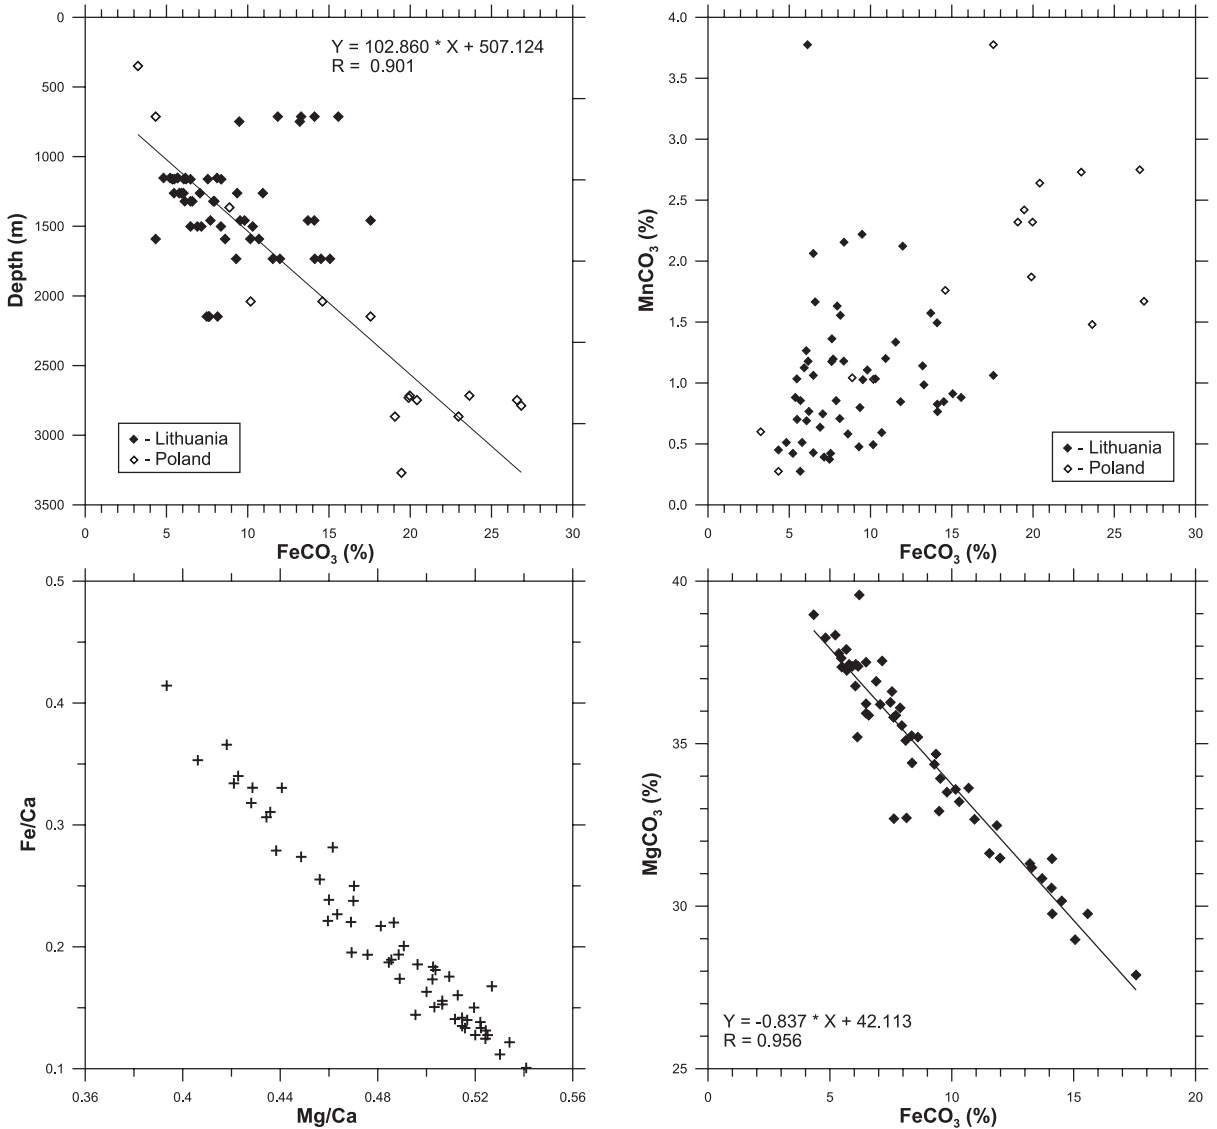 Y = 102.860 * X + 507.124
R = 0.901
0
500
1000
1500
2000
2500
3000
3500
Depth (m)
- Lithuania
- Poland
0 5 10 15 20 25 30
FeCO₃ (%)
4.0
3.5
3.0
2.5
2.0
1.5
1.0
0.5
0.0
MnCO₃ (%)
- Lithuania
- Poland
0 5 10 15 20 25 30
FeCO₃ (%)
0.5
0.4
0.3
0.2
0.1
Fe/Ca
0.36 0.4 0.44 0.48 0.52 0.56
Mg/Ca
40
35
30
25
MgCO₃ (%)
Y = -0.837 * X + 42.113
R = 0.956
0 5 10 15 20
FeCO₃ (%)